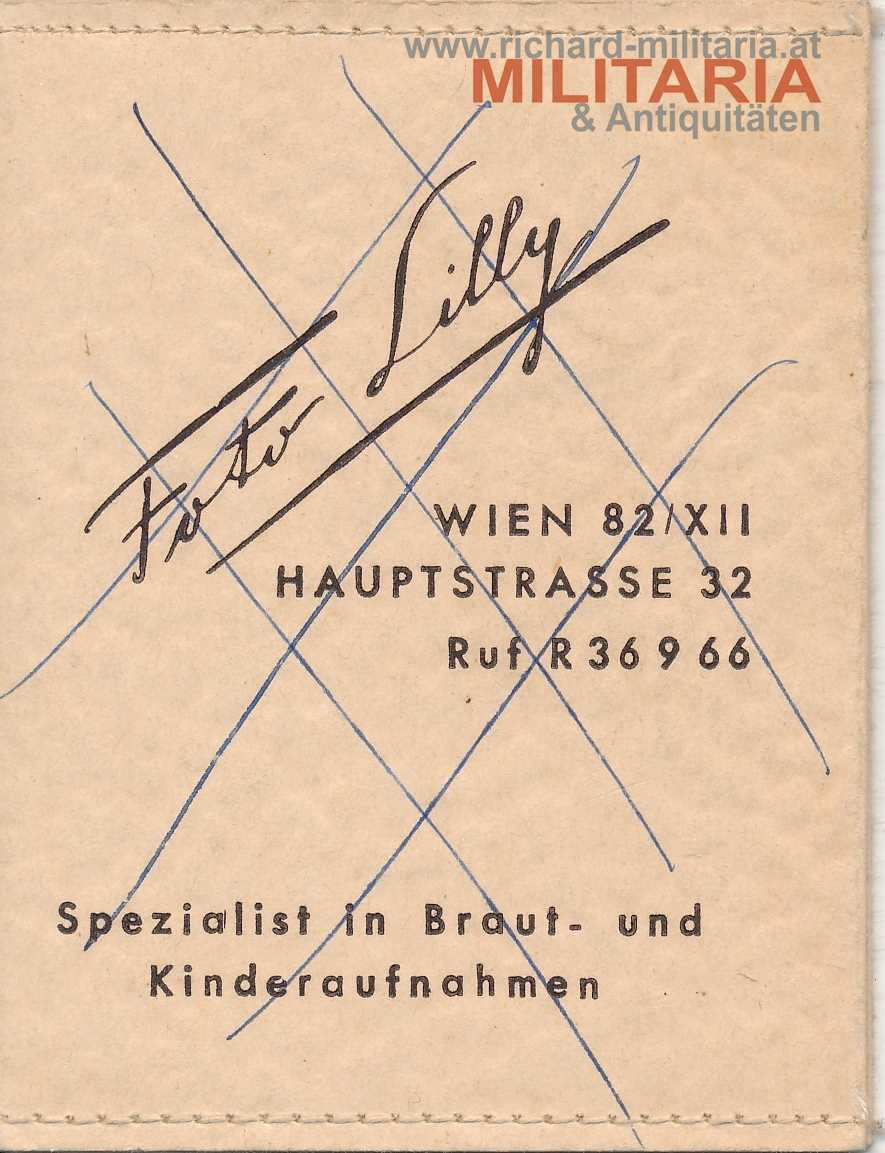 www.richard-militaria.at
MILITARIA
& Antiquitäten
Foto Lilly
WIEN 82/XII
HAUPTSTRASSE 32
Ruf R 36 9 66
Spezialist in Braut- und
Kinderaufnahmen